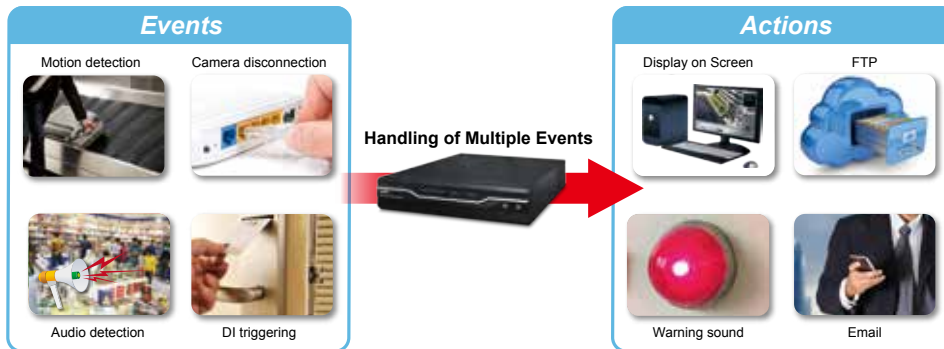 Events
Motion detection
Camera disconnection
Audio detection
DI triggering
Handling of Multiple Events
Actions
Display on Screen
FTP
Warning sound
Email